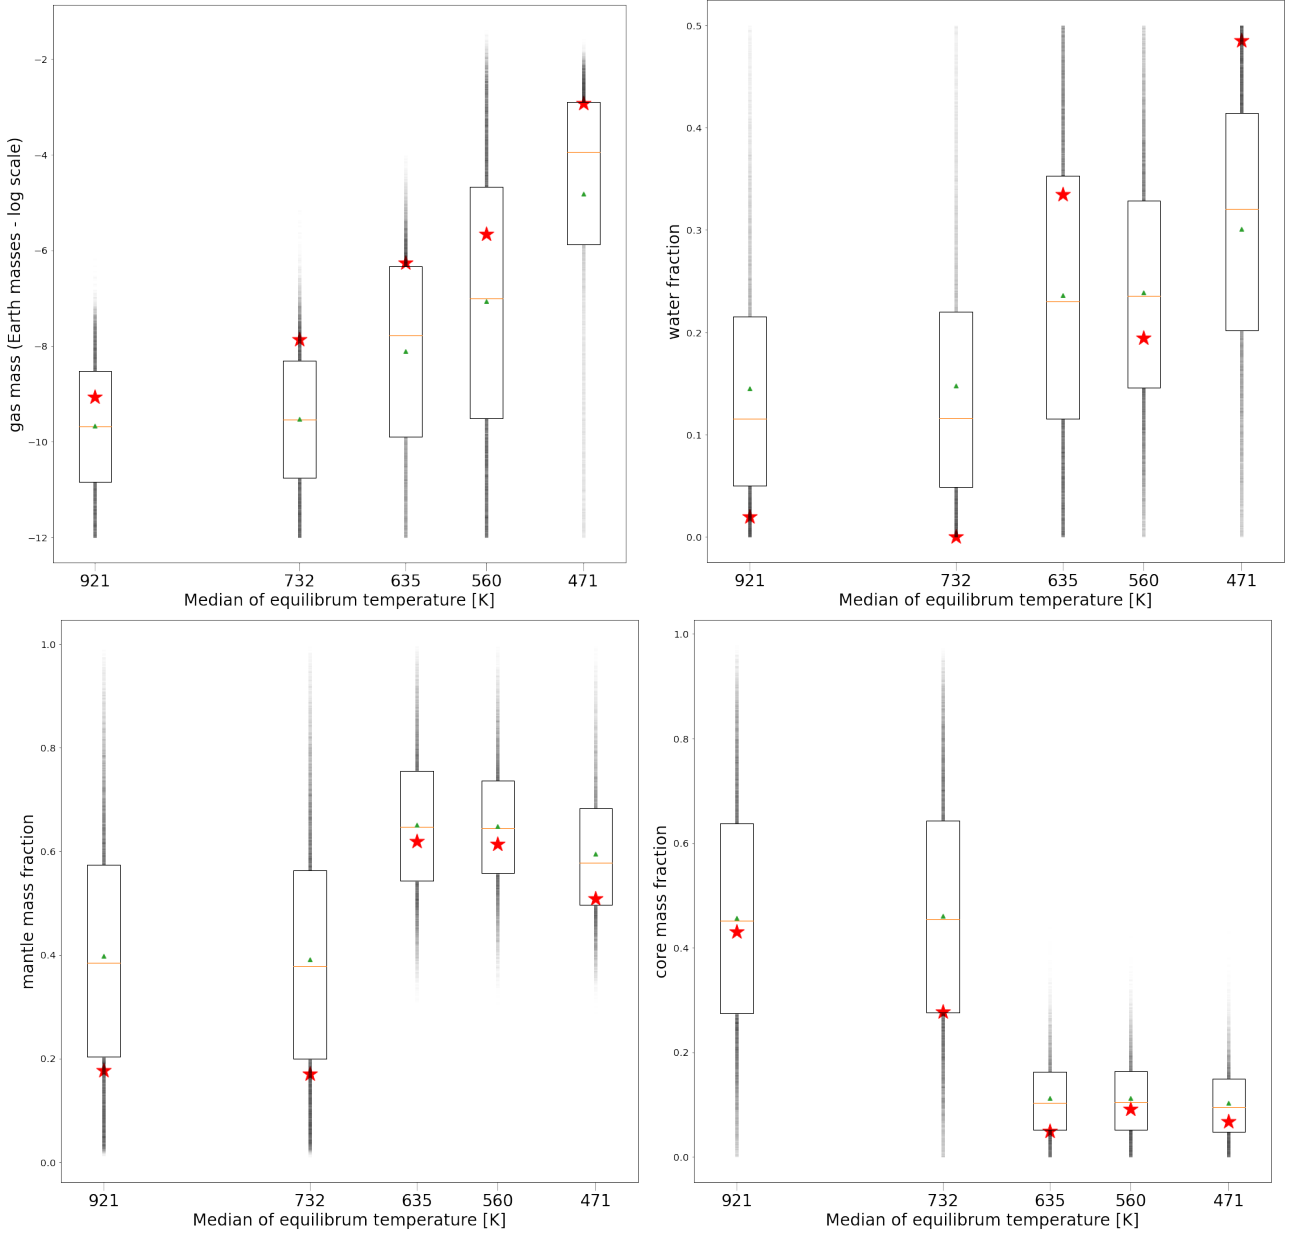 gas mass (Earth masses - log scale)
−2
−4
−6
−8
−10
−12
921 732 635 560 471
Median of equilibrum temperature [K]
water fraction
0.5
0.4
0.3
0.2
0.1
0.0
921 732 635 560 471
Median of equilibrum temperature [K]
mantle mass fraction
1.0
0.8
0.6
0.4
0.2
0.0
921 732 635 560 471
Median of equilibrum temperature [K]
core mass fraction
1.0
0.8
0.6
0.4
0.2
0.0
921 732 635 560 471
Median of equilibrum temperature [K]